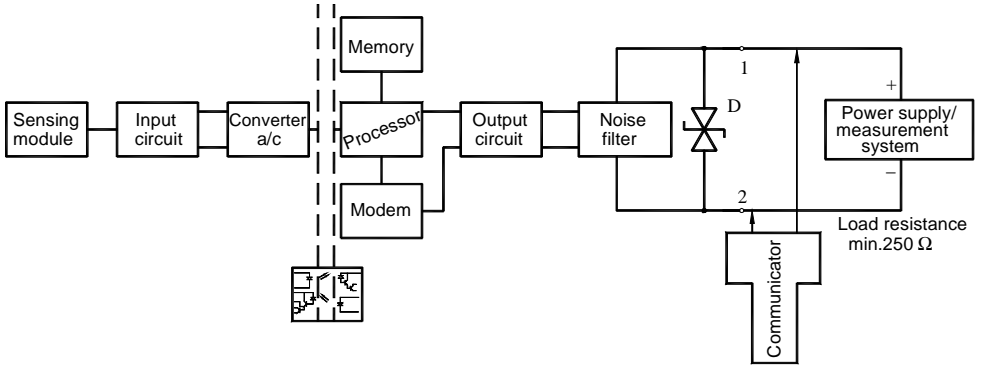 Memory
1
+
Sensing
module
Input
circuit
Converter
a/c
Processor
Output
circuit
Noise
filter
D
Power supply/
measurement
system
−
Modem
2
Load resistance
min.250 Ω
Communicator